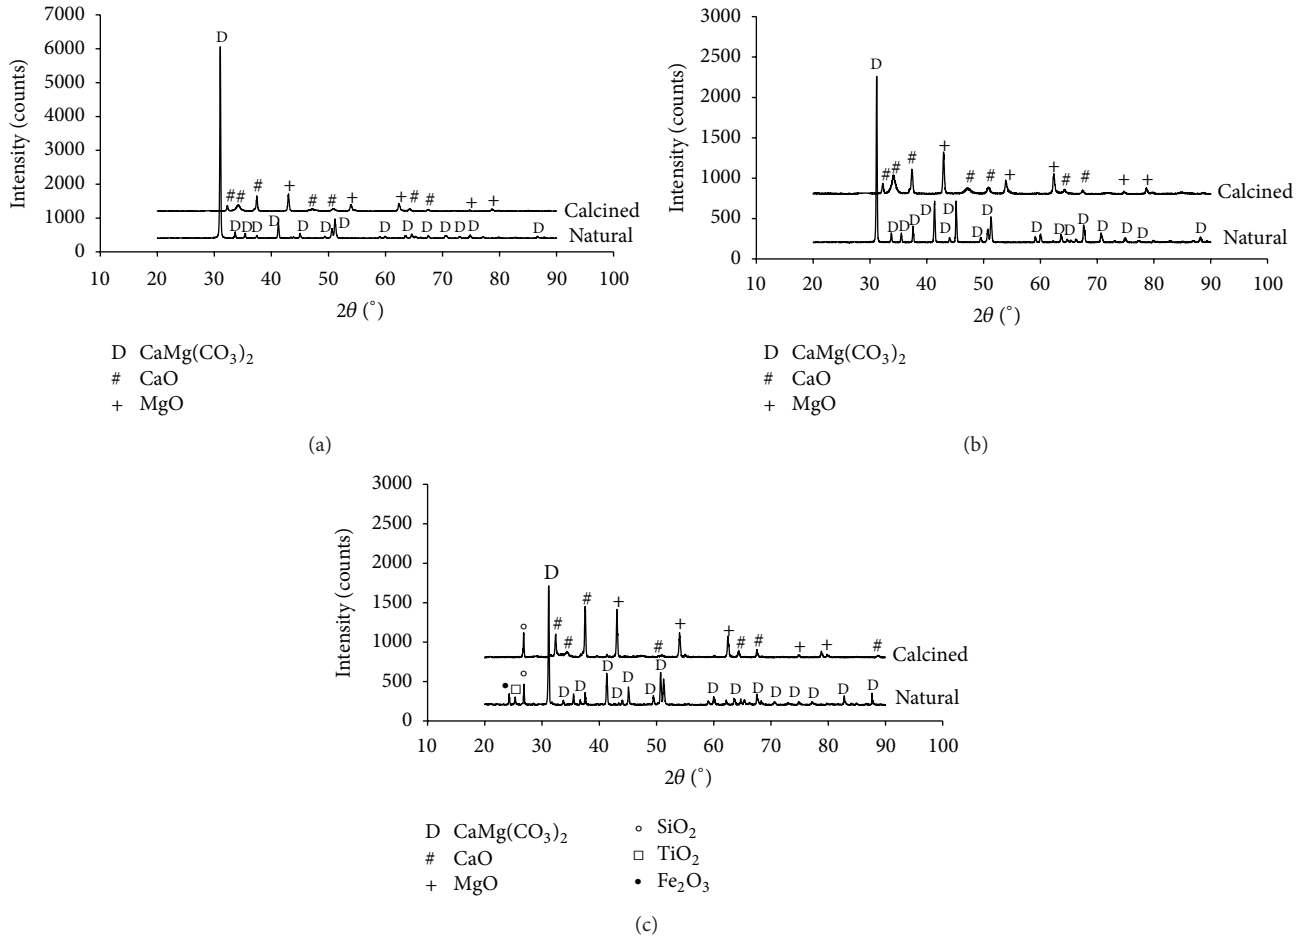 7000
6000
5000
4000
3000
2000
1000
0
Intensity (counts)
D
# # # + # # + + # # + +
Calcined
D D D D D D D D D D D D D D
Natural
10 20 30 40 50 60 70 80 90 100
2θ (°)
D CaMg(CO₃)₂
# CaO
+ MgO
(a)
3000
2500
2000
1500
1000
500
0
Intensity (counts)
D
# # # + # # + + # # + +
Calcined
D D D D D D D D D D D D D D D D
Natural
10 20 30 40 50 60 70 80 90 100
2θ (°)
D CaMg(CO₃)₂
# CaO
+ MgO
(b)
3000
2500
2000
1500
1000
500
0
Intensity (counts)
D
○ # # # + # + + # # + + #
Calcined
● □ ○ D D D D D D D D D D D D D D D
Natural
10 20 30 40 50 60 70 80 90 100
2θ (°)
D CaMg(CO₃)₂
# CaO
+ MgO
○ SiO₂
□ TiO₂
● Fe₂O₃
(c)